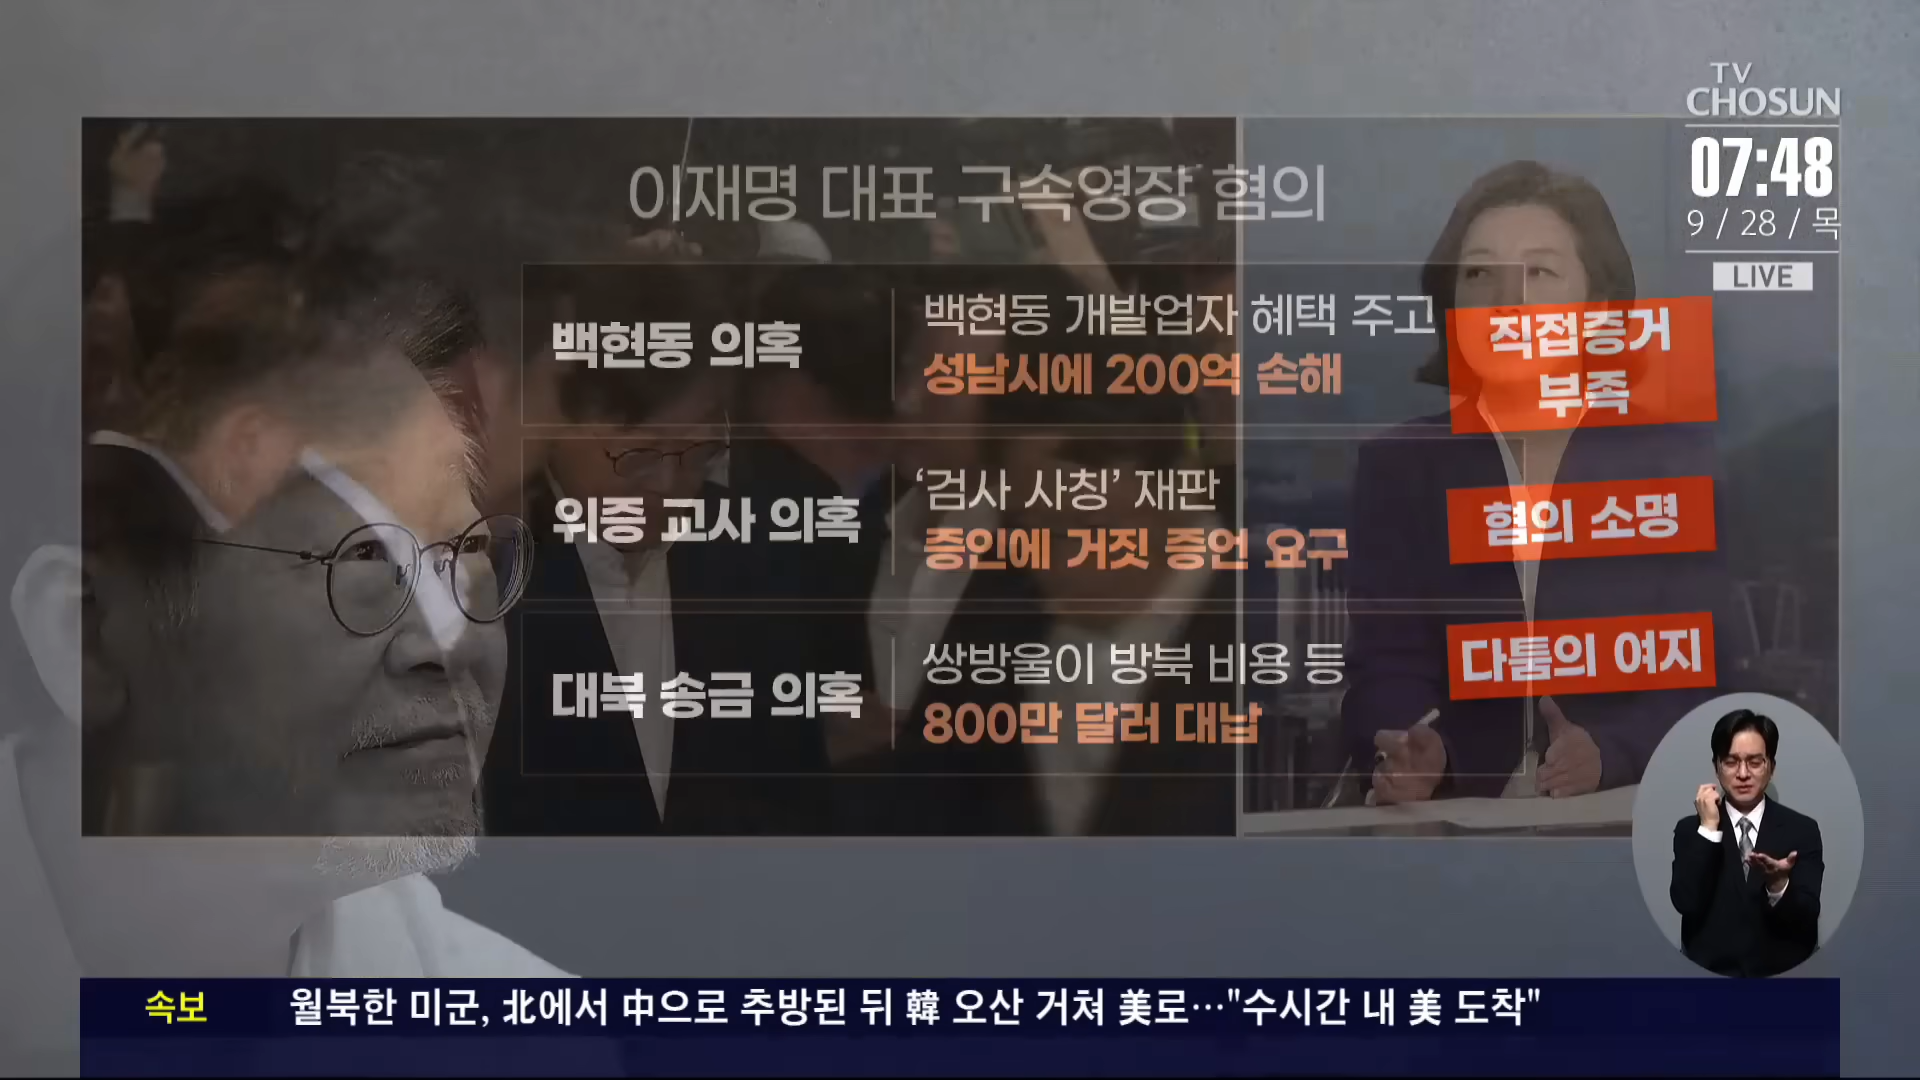 TV
CHOSUN
07:48
9 / 28 / 목
LIVE
이재명 대표 구속영장 혐의
백현동 의혹
백현동 개발업자 혜택 주고
성남시에 200억 손해
직접증거
부족
위증 교사 의혹
‘검사 사칭’ 재판
증인에 거짓 증언 요구
혐의 소명
대북 송금 의혹
쌍방울이 방북 비용 등
800만 달러 대납
다툼의 여지
속보
월북한 미군, 北에서 中으로 추방된 뒤 韓 오산 거쳐 美로…"수시간 내 美 도착"